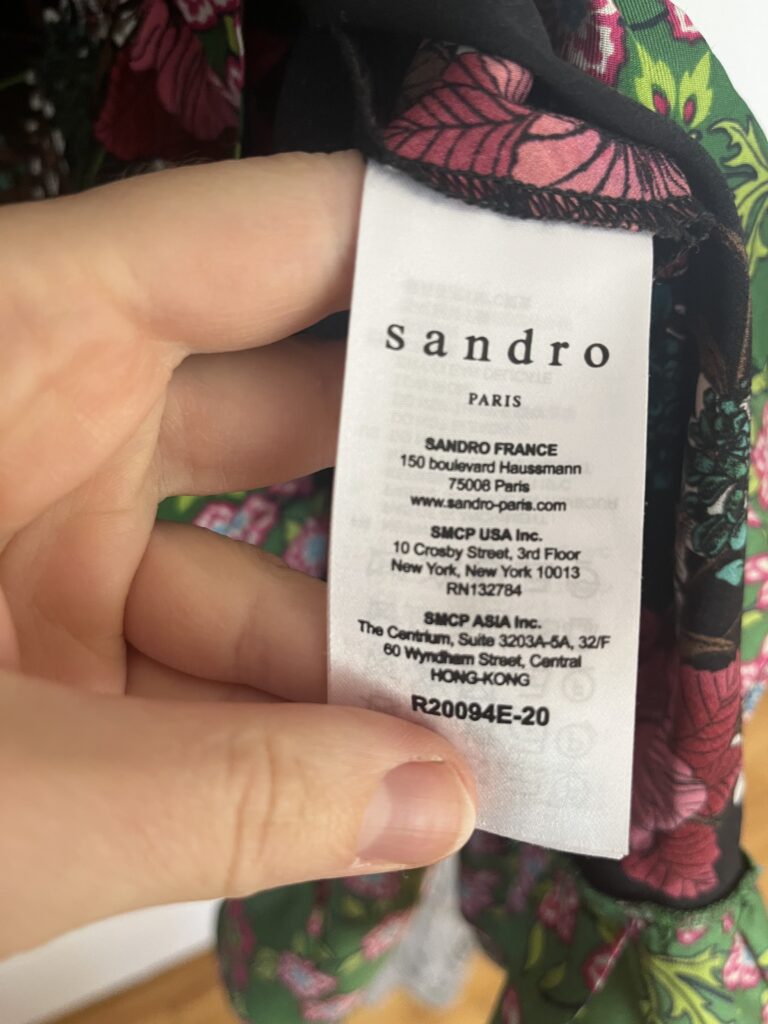 sandro
PARIS
SANDRO FRANCE
150 boulevard Haussmann
75008 Paris
www.sandro-paris.com
SMCP USA Inc.
10 Crosby Street, 3rd Floor
New York, New York 10013
RN132784
SMCP ASIA Inc.
The Centrium, Suite 3203A-5A, 32/F
60 Wyndham Street, Central
HONG-KONG
R20094E-20